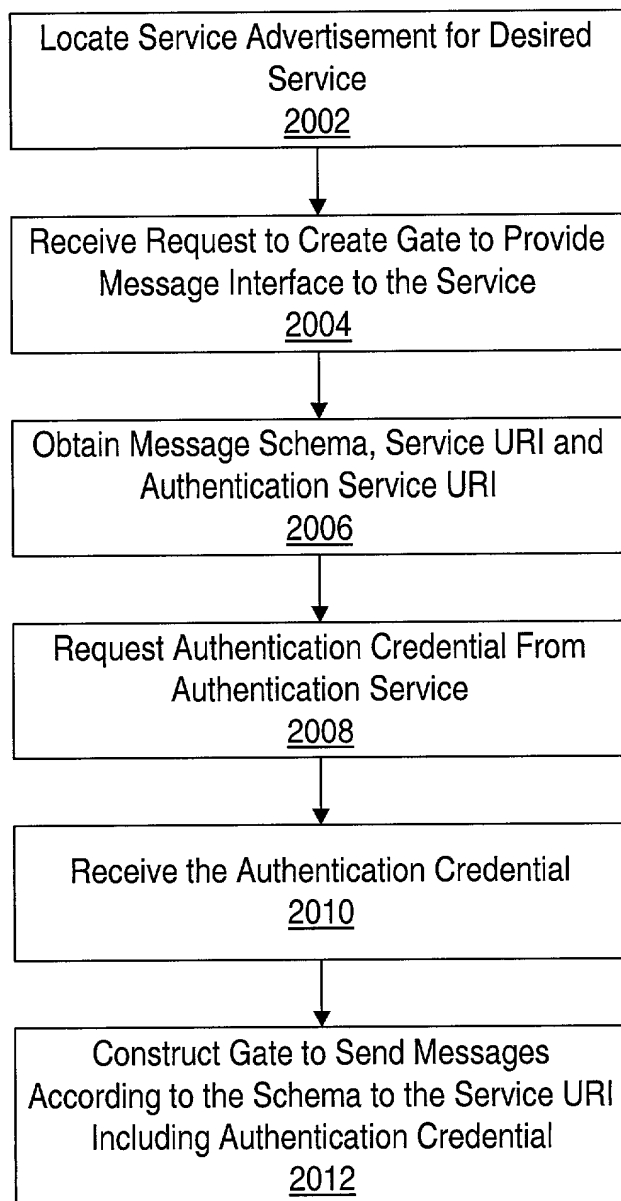 Locate Service Advertisement for Desired
Service
2002
Receive Request to Create Gate to Provide
Message Interface to the Service
2004
Obtain Message Schema, Service URI and
Authentication Service URI
2006
Request Authentication Credential From
Authentication Service
2008
Receive the Authentication Credential
2010
Construct Gate to Send Messages
According to the Schema to the Service URI
Including Authentication Credential
2012